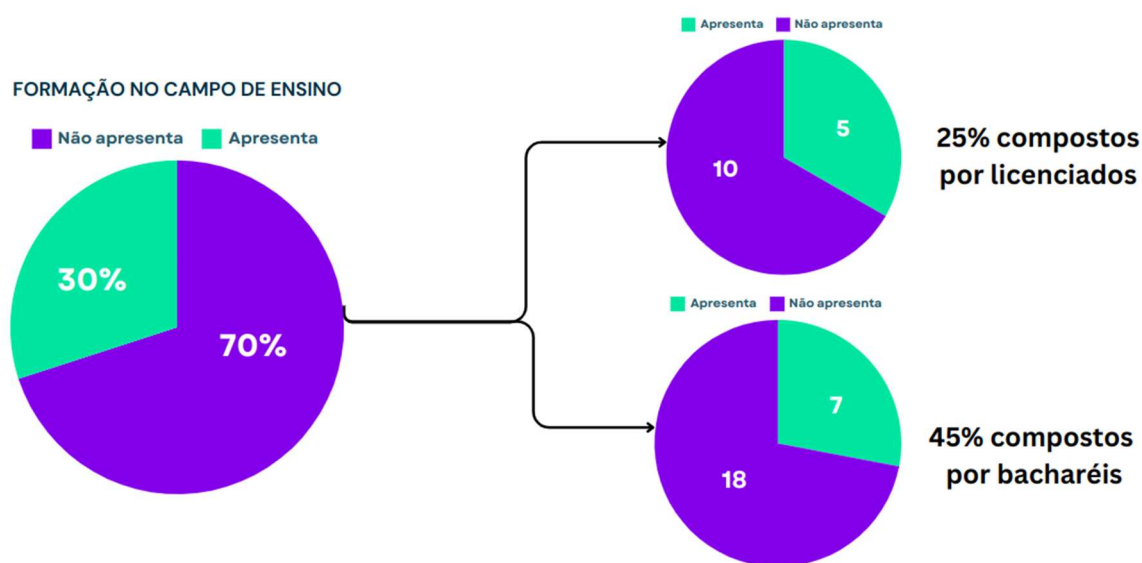 FORMAÇÃO NO CAMPO DE ENSINO
Não apresenta Apresenta
30%
70%
Apresenta Não apresenta
5
10
25% compostos
por licenciados
Apresenta Não apresenta
7
18
45% compostos
por bacharéis